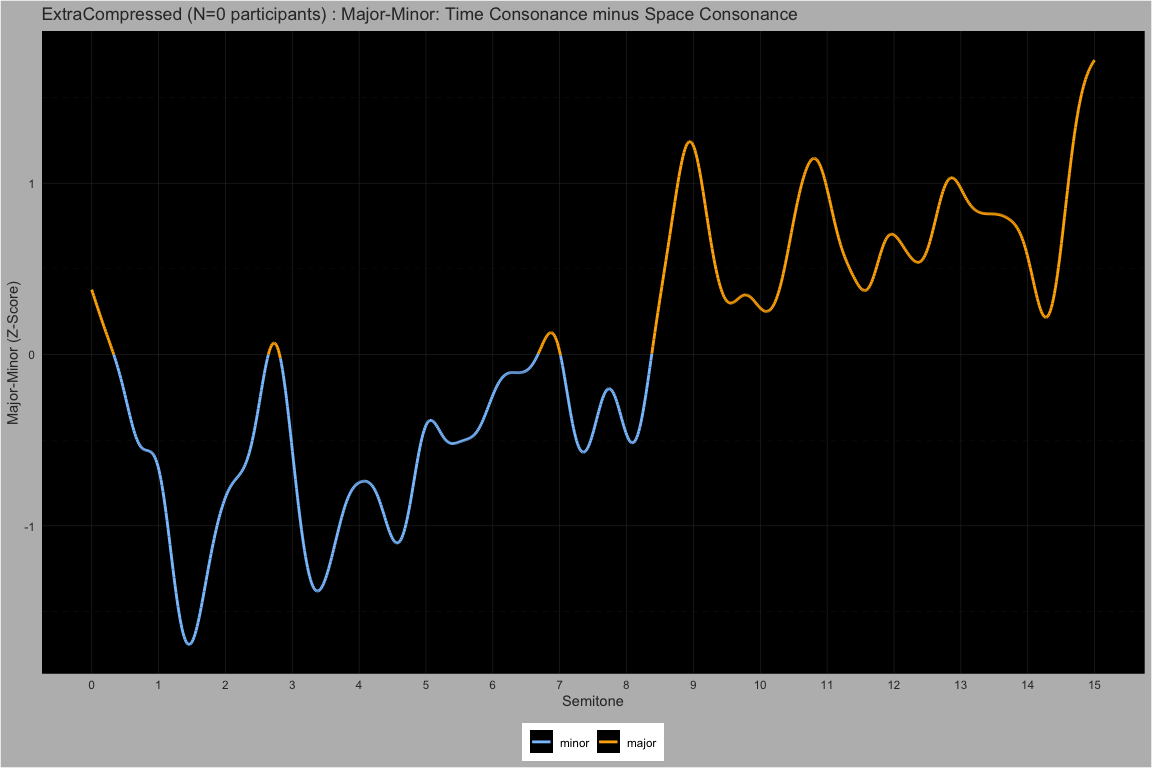 ExtraCompressed (N=0 participants) : Major-Minor: Time Consonance minus Space Consonance
Major-Minor (Z-Score)
1
0
-1
0 1 2 3 4 5 6 7 8 9 10 11 12 13 14 15
Semitone
minor major